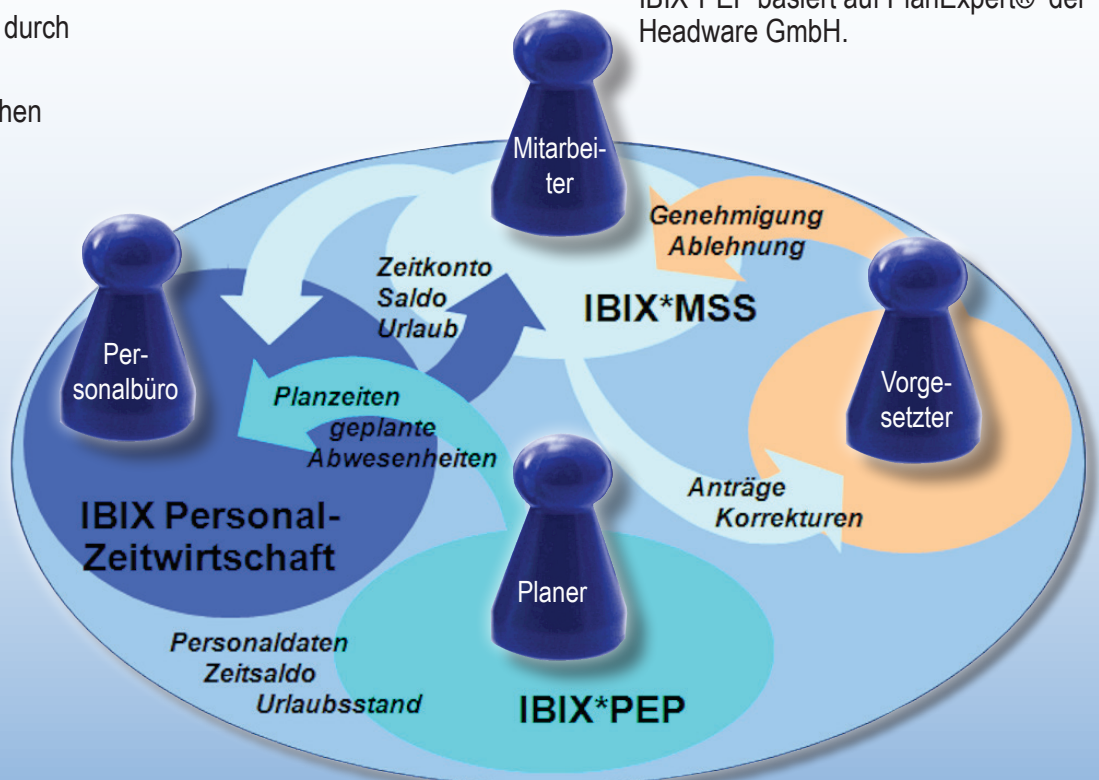 durch
hen
IBIX*PEP basiert auf PlanExpert® der
Headware GmbH.
Mitarbei-
ter
Genehmigung
Ablehnung
Zeitkonto
Saldo
Urlaub
IBIX*MSS
Per-
sonalbüro
Vorge-
setzter
Planzeiten
geplante
Abwesenheiten
Anträge
Korrekturen
IBIX Personal-
Zeitwirtschaft
Planer
Personaldaten
Zeitsaldo
Urlaubsstand
IBIX*PEP